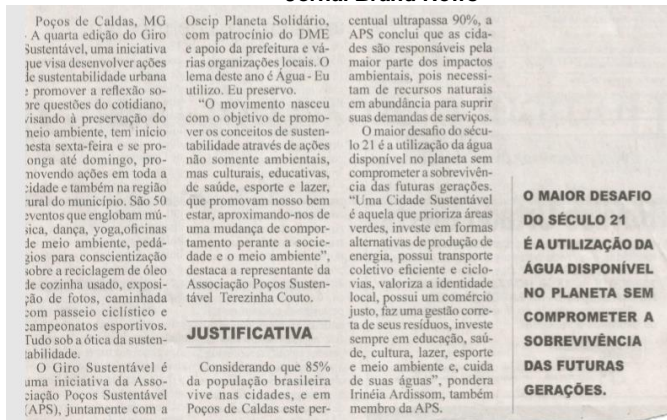 Jornal Brand News
Poços de Caldas, MG
- A quarta edição do Giro
Sustentável, uma iniciativa
que visa desenvolver ações
de sustentabilidade urbana
e promover a reflexão so-
bre questões do cotidiano,
visando à preservação do
meio ambiente, tem início
nesta sexta-feira e se pro-
longa até domingo, pro-
movendo ações em toda a
cidade e também na região
rural do município. São 50
eventos que englobam mú-
sica, dança, yoga,oficinas
de meio ambiente, pedá-
gios para conscientização
sobre a reciclagem de óleo
de cozinha usado, exposi-
ção de fotos, caminhada
com passeio ciclístico e
campeonatos esportivos.
Tudo sob a ótica da susten-
tabilidade.
O Giro Sustentável é
uma iniciativa da Asso-
ciação Poços Sustentável
(APS), juntamente com a
Oscip Planeta Solidário,
com patrocínio do DME
e apoio da prefeitura e vá-
rias organizações locais. O
lema deste ano é Água - Eu
utilizo. Eu preservo.
"O movimento nasceu
com o objetivo de promo-
ver os conceitos de susten-
tabilidade através de ações
não somente ambientais,
mas culturais, educativas,
de saúde, esporte e lazer,
que promovam nosso bem
estar, aproximando-nos de
uma mudança de compor-
tamento perante a socie-
dade e o meio ambiente",
destaca a representante da
Associação Poços Susten-
tável Terezinha Couto.
JUSTIFICATIVA
Considerando que 85%
da população brasileira
vive nas cidades, e em
Poços de Caldas este per-
centual ultrapassa 90%, a
APS conclui que as cida-
des são responsáveis pela
maior parte dos impactos
ambientais, pois necessi-
tam de recursos naturais
em abundância para suprir
suas demandas de serviços.
O maior desafio do sécu-
lo 21 é a utilização da água
disponível no planeta sem
comprometer a sobrevivên-
cia das futuras gerações.
"Uma Cidade Sustentável
é aquela que prioriza áreas
verdes, investe em formas
alternativas de produção de
energia, possui transporte
coletivo eficiente e ciclo-
vias, valoriza a identidade
local, possui um comércio
justo, faz uma gestão corre-
ta de seus resíduos, investe
sempre em educação, saú-
de, cultura, lazer, esporte
e meio ambiente e, cuida
de suas águas", pondera
Irinéia Ardissom, também
membro da APS.
O MAIOR DESAFIO
DO SÉCULO 21
É A UTILIZAÇÃO DA
ÁGUA DISPONÍVEL
NO PLANETA SEM
COMPROMETER A
SOBREVIVÊNCIA
DAS FUTURAS
GERAÇÕES.